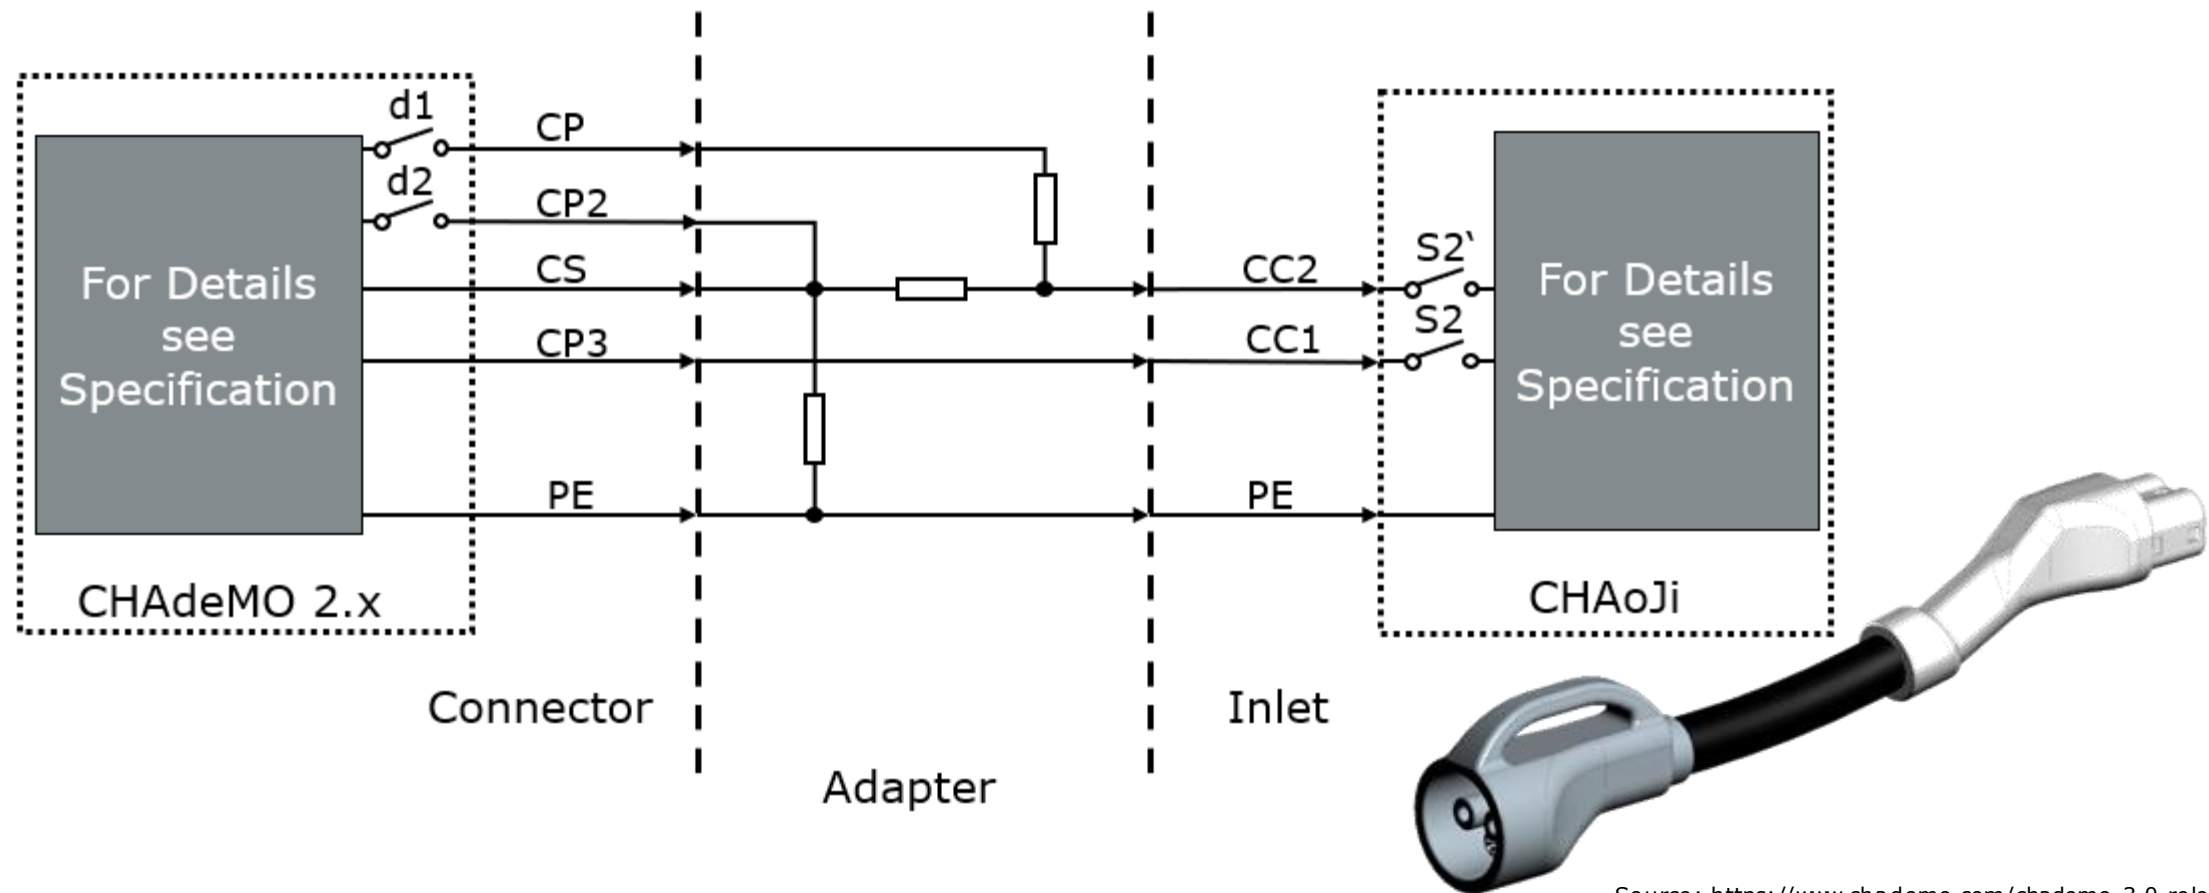 d1
CP
d2
CP2
CS
CP3
PE
For Details
see
Specification
CHAdeMO 2.x
CC2
CC1
PE
S2‘
S2
For Details
see
Specification
CHAoJi
Connector
Adapter
Inlet